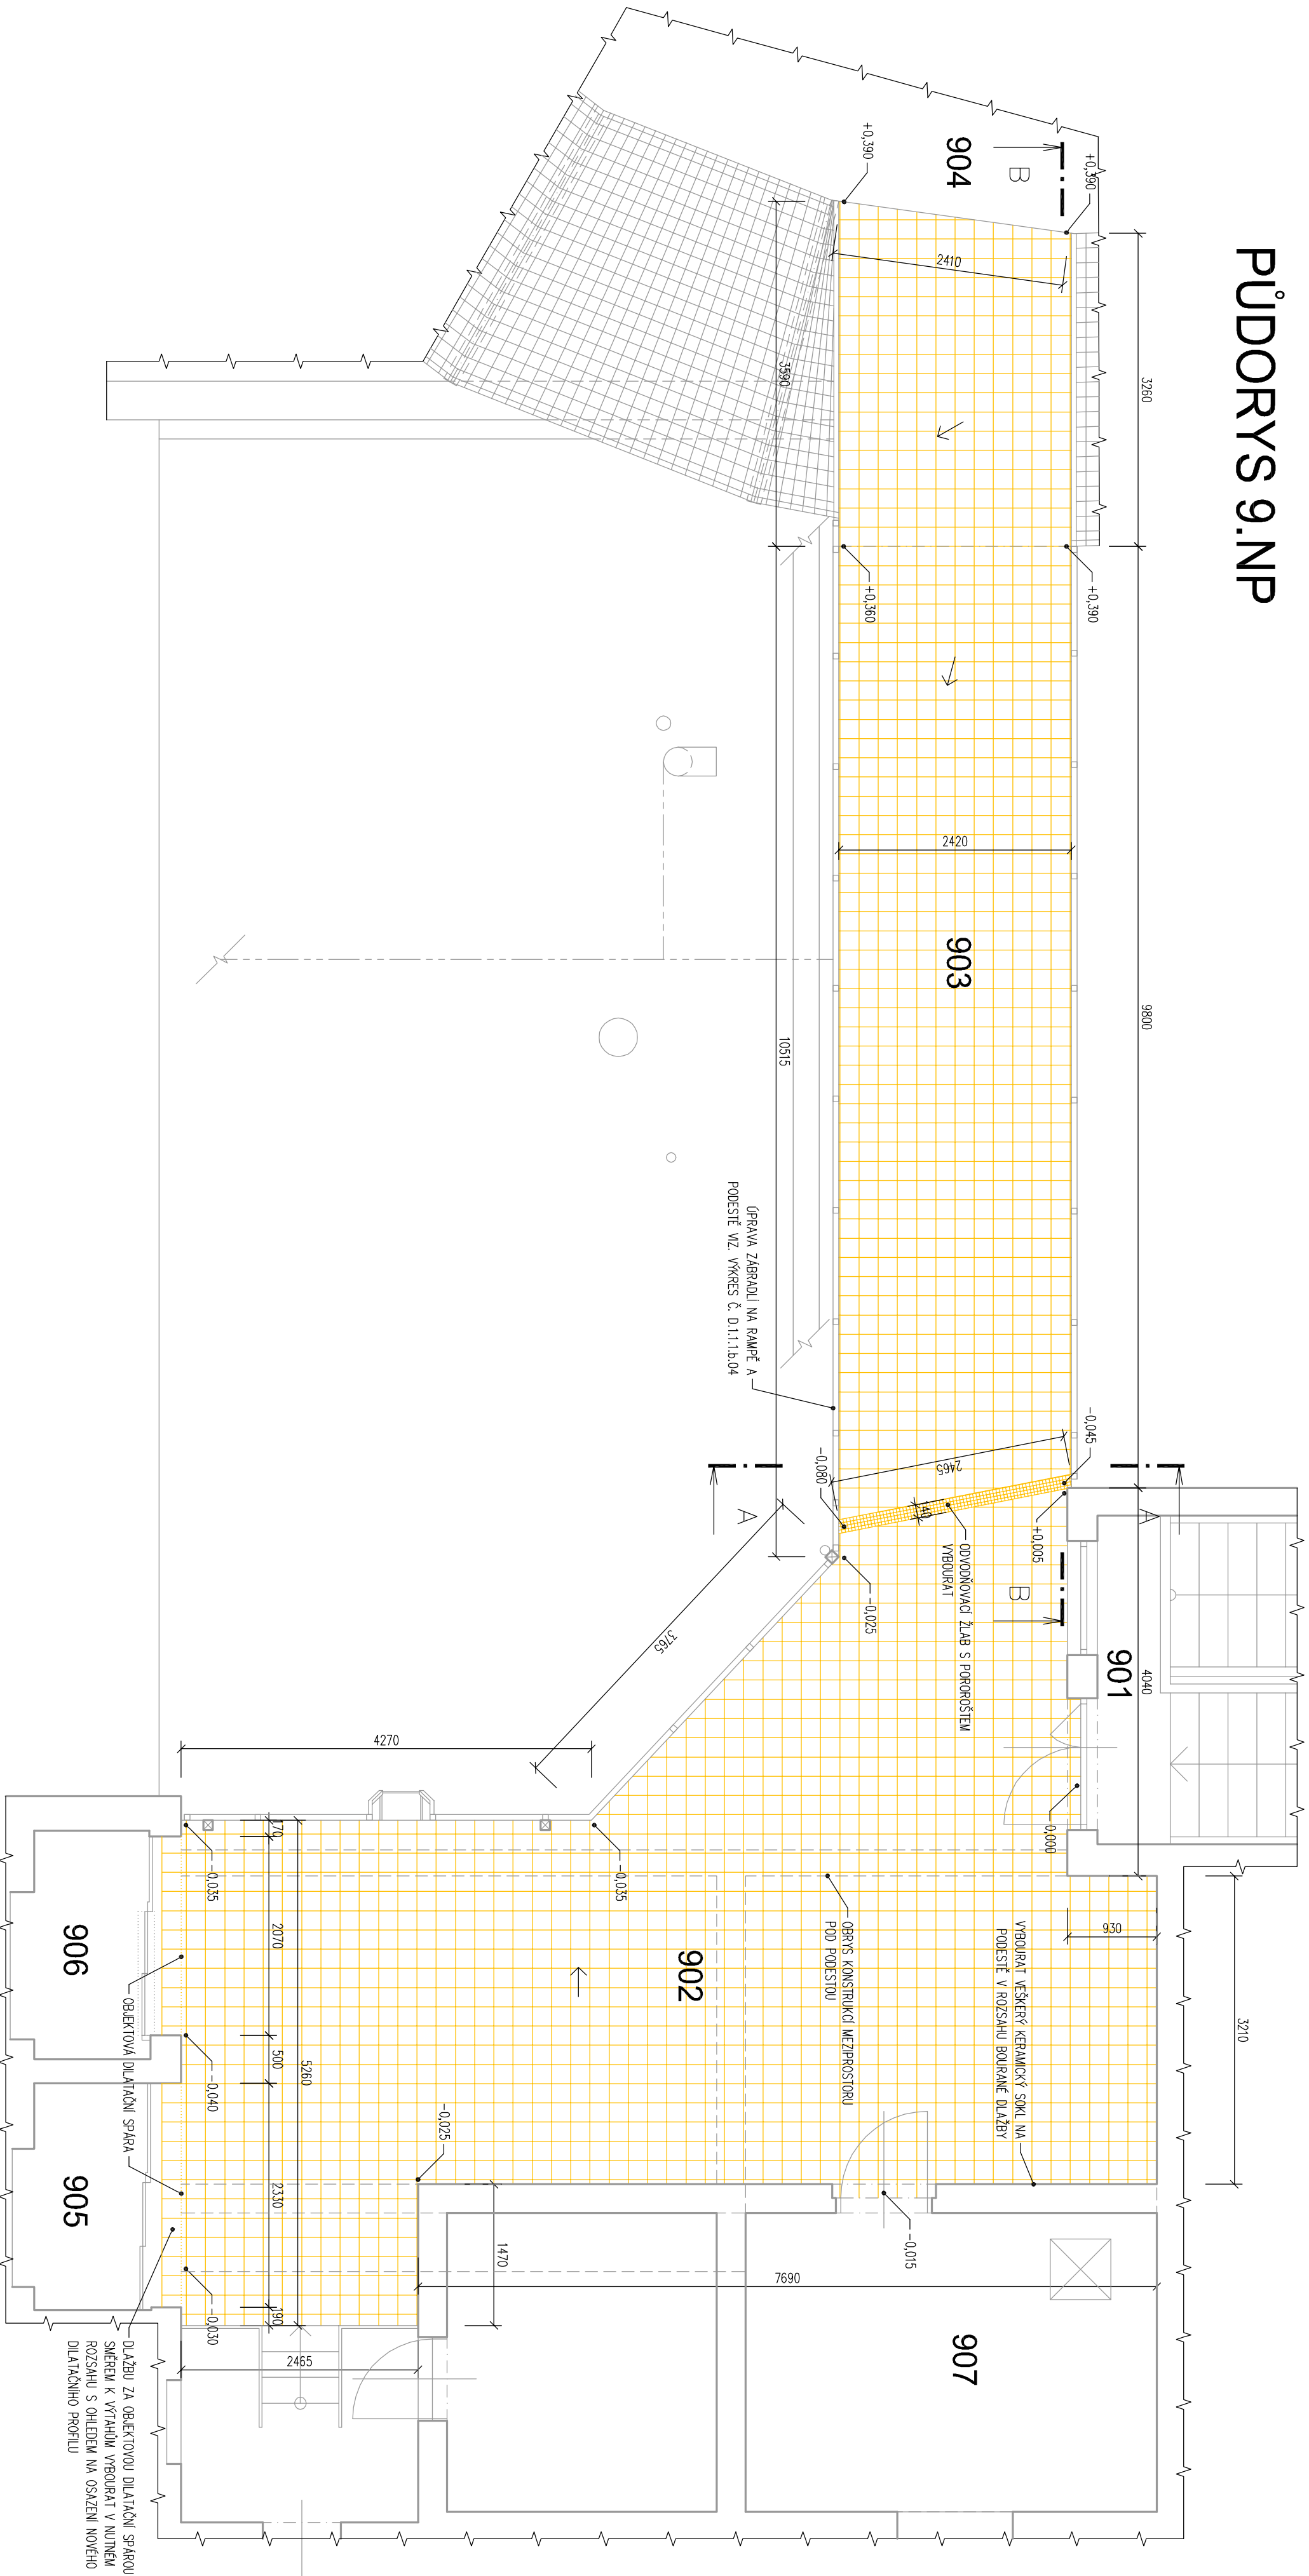 PŮDORYS 9.NP
904
B
+0,390
+0,390
2410
3260
3590
+0,390
+0,360
9800
2420
903
10515
ÚPRAVA ZÁBRADLÍ NA RAMPĚ A
PODESTĚ VIZ. VÝKRES Č. D.1.1.1.b.04
-0,045
2465
-0,080
140
A
A
+0,005
-0,025
B
ODVODŇOVACÍ ŽLAB S POROROŠTEM
VYBOURAT
901
4040
3765
4270
-0,000
930
3210
170
-0,035
-0,035
2070
OBRYS KONSTRUKCÍ MEZIPROSTORU
POD PODESTOU
VYBOURAT VEŠKERÝ KERAMICKÝ SOKL NA
PODESTĚ V ROZSAHU BOURANÉ DLAŽBY
902
906
OBJEKTOVÁ DILATAČNÍ SPÁRA
-0,040
500
5260
905
2330
-0,025
-0,015
1470
7690
-0,030
190
2465
907
DLAŽBU ZA OBJEKTOVOU DILATAČNÍ SPÁROU
SMĚREM K VÝTAHŮM VYBOURAT V NUTNÉM
ROZSAHU S OHLEDEM NA OSAZENÍ NOVÉHO
DILATAČNÍHO PROFILU